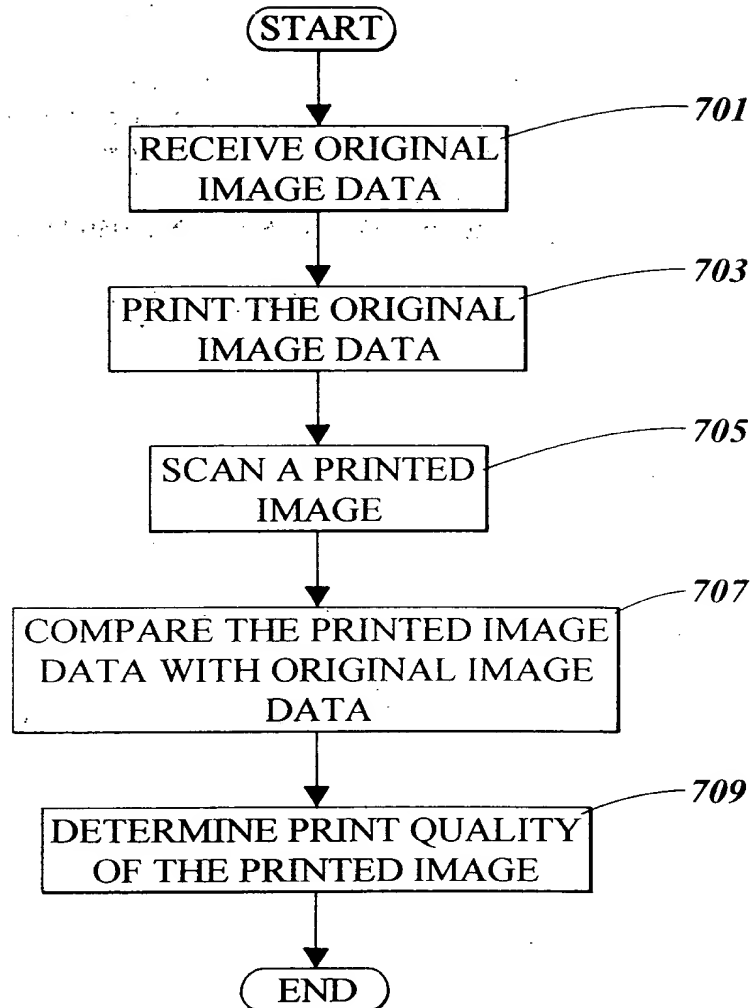 START
701
RECEIVE ORIGINAL
IMAGE DATA
703
PRINT THE ORIGINAL
IMAGE DATA
705
SCAN A PRINTED
IMAGE
707
COMPARE THE PRINTED IMAGE
DATA WITH ORIGINAL IMAGE
DATA
709
DETERMINE PRINT QUALITY
OF THE PRINTED IMAGE
END